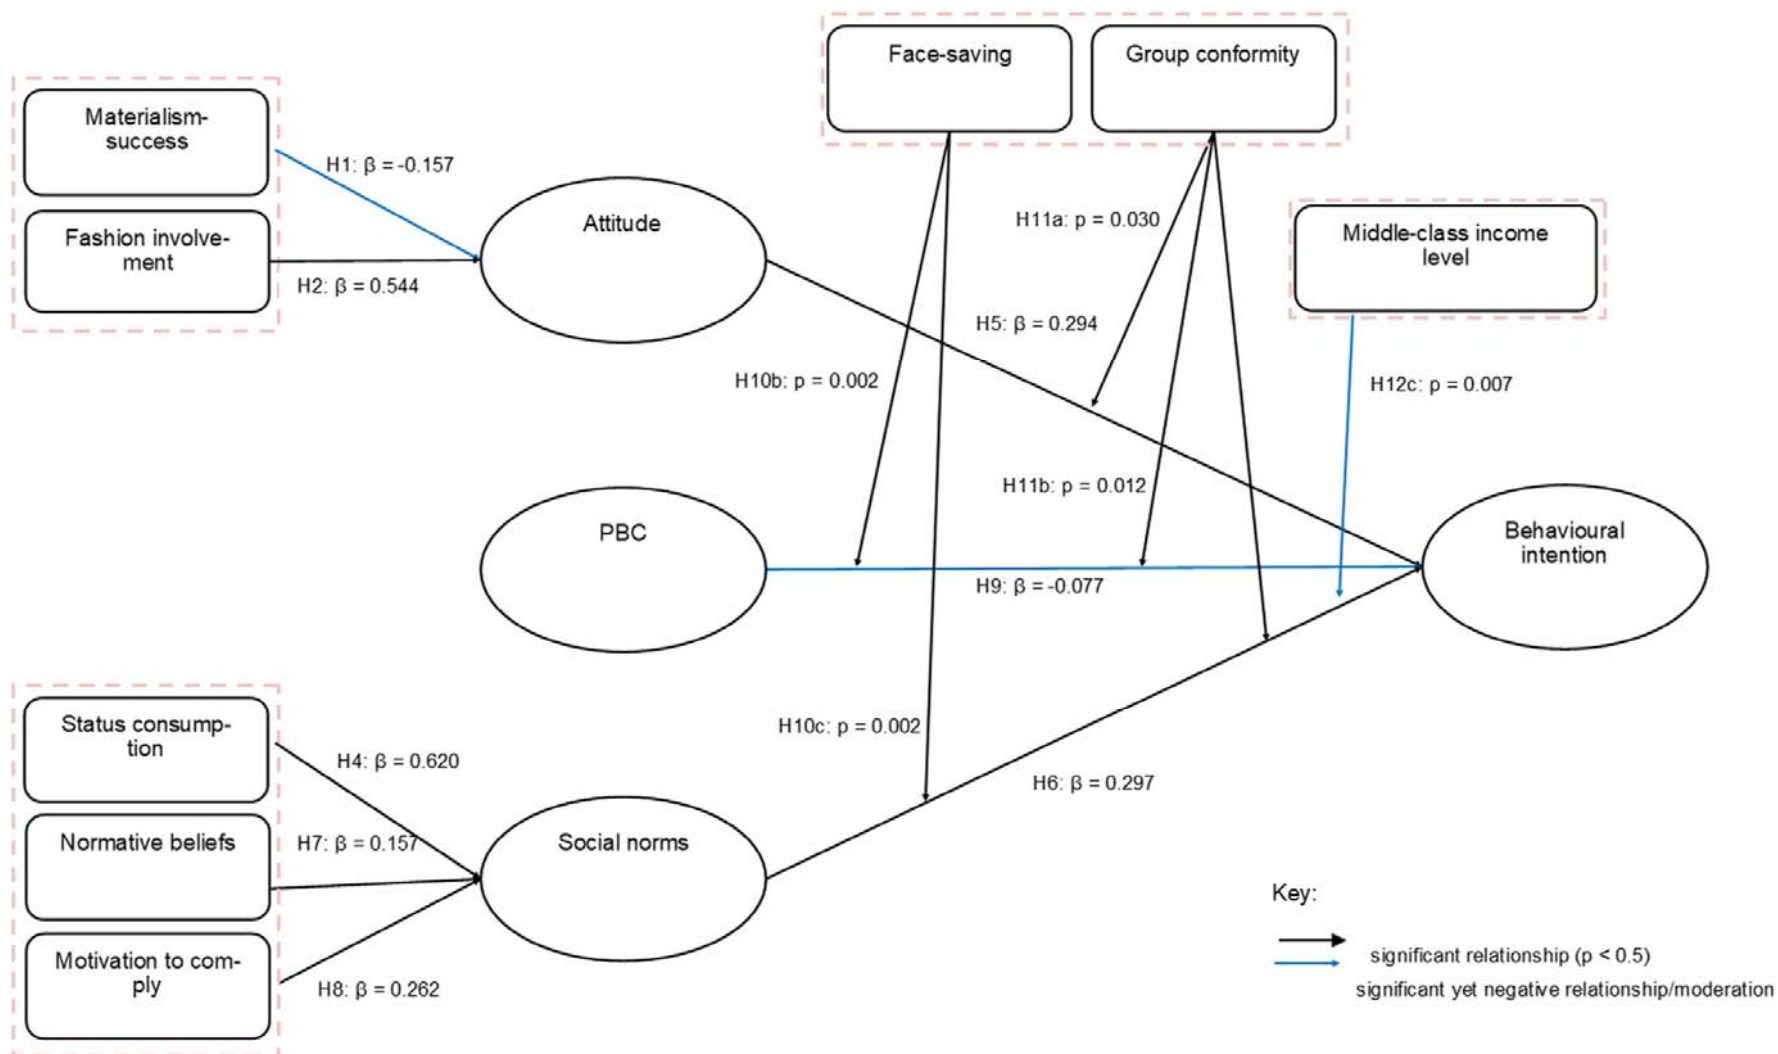 Face-saving
Group conformity
Materialism-
success
H1: β = -0.157
Fashion involve-
ment
H2: β = 0.544
Attitude
H11a: p = 0.030
Middle-class income
level
H5: β = 0.294
H10b: p = 0.002
H12c: p = 0.007
H11b: p = 0.012
PBC
Behavioural
intention
H9: β = -0.077
Status consump-
tion
H4: β = 0.620
H10c: p = 0.002
H6: β = 0.297
Normative beliefs
H7: β = 0.157
Social norms
Motivation to com-
ply
H8: β = 0.262
Key:
significant relationship (p < 0.5)
significant yet negative relationship/moderation